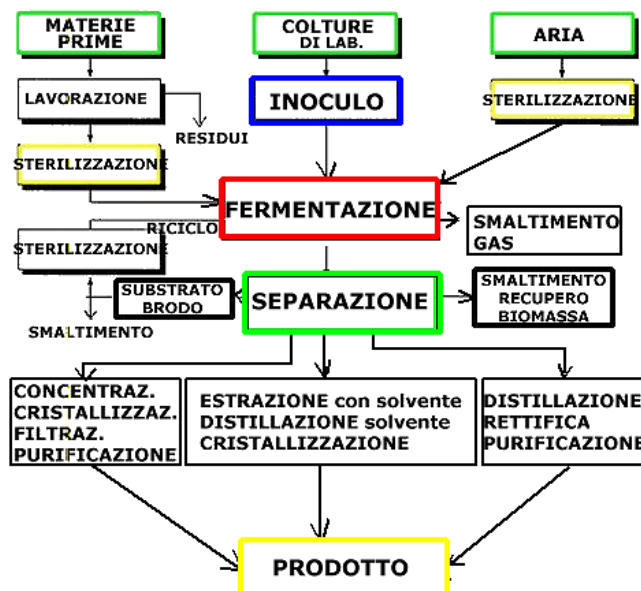 MATERIE
PRIME
COLTURE
DI LAB.
ARIA
LAVORAZIONE
INOCULO
STERILIZZAZIONE
RESIDUI
STERILIZZAZIONE
FERMENTAZIONE
SMALTIMENTO
GAS
RICICLO
STERILIZZAZIONE
SUBSTRATO
BRODO
SEPARAZIONE
SMALTIMENTO
RECUPERO
BIOMASSA
SMALTIMENTO
CONCENTRAZ.
CRISTALLIZZAZ.
FILTRAZ.
PURIFICAZIONE
ESTRAZIONE con solvente
DISTILLAZIONE solvente
CRISTALLIZZAZIONE
DISTILLAZIONE
RETTIFICA
PURIFICAZIONE
PRODOTTO